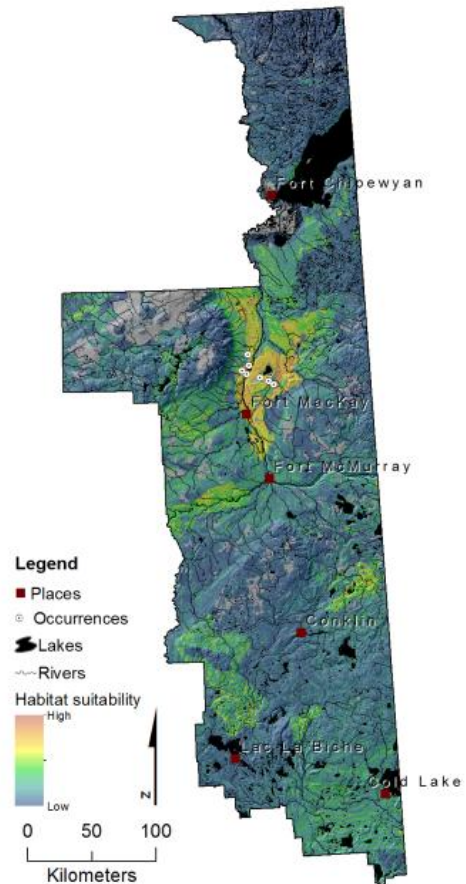 Fort Chipewyan
Fort MacKay
Fort McMurray
Conklin
Lac La Biche
Cold Lake
Legend
Places
Occurrences
Lakes
Rivers
Habitat suitability
High
Low
N
0 50 100
Kilometers